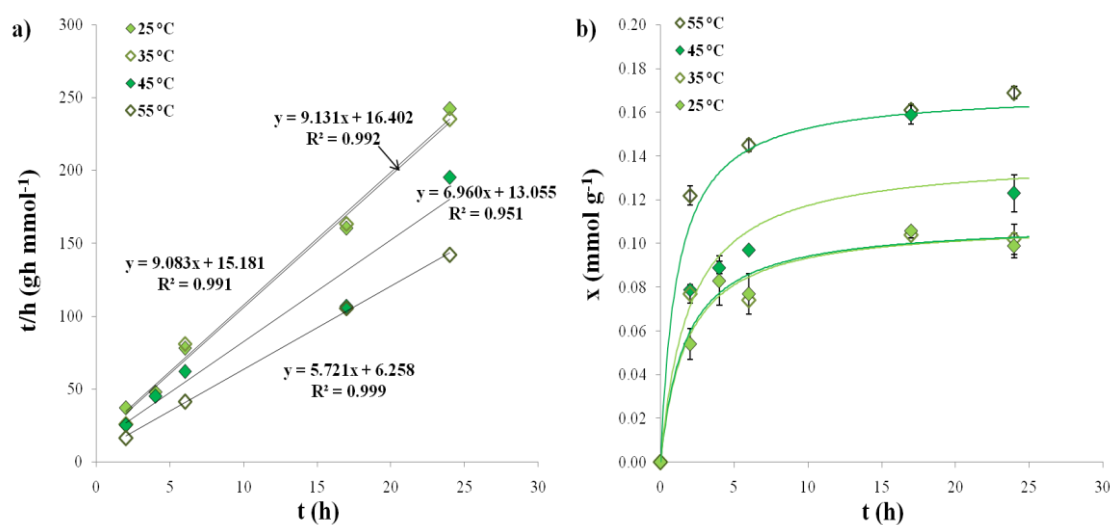 a)
25 °C
35 °C
45 °C
55 °C
t/h (gh mmol⁻¹)
300
250
200
150
100
50
0
y = 9.131x + 16.402
R² = 0.992
y = 6.960x + 13.055
R² = 0.951
y = 9.083x + 15.181
R² = 0.991
y = 5.721x + 6.258
R² = 0.999
0 5 10 15 20 25 30
t (h)
b)
55 °C
45 °C
35 °C
25 °C
x (mmol g⁻¹)
0.20
0.18
0.16
0.14
0.12
0.10
0.08
0.06
0.04
0.02
0.00
0 5 10 15 20 25 30
t (h)